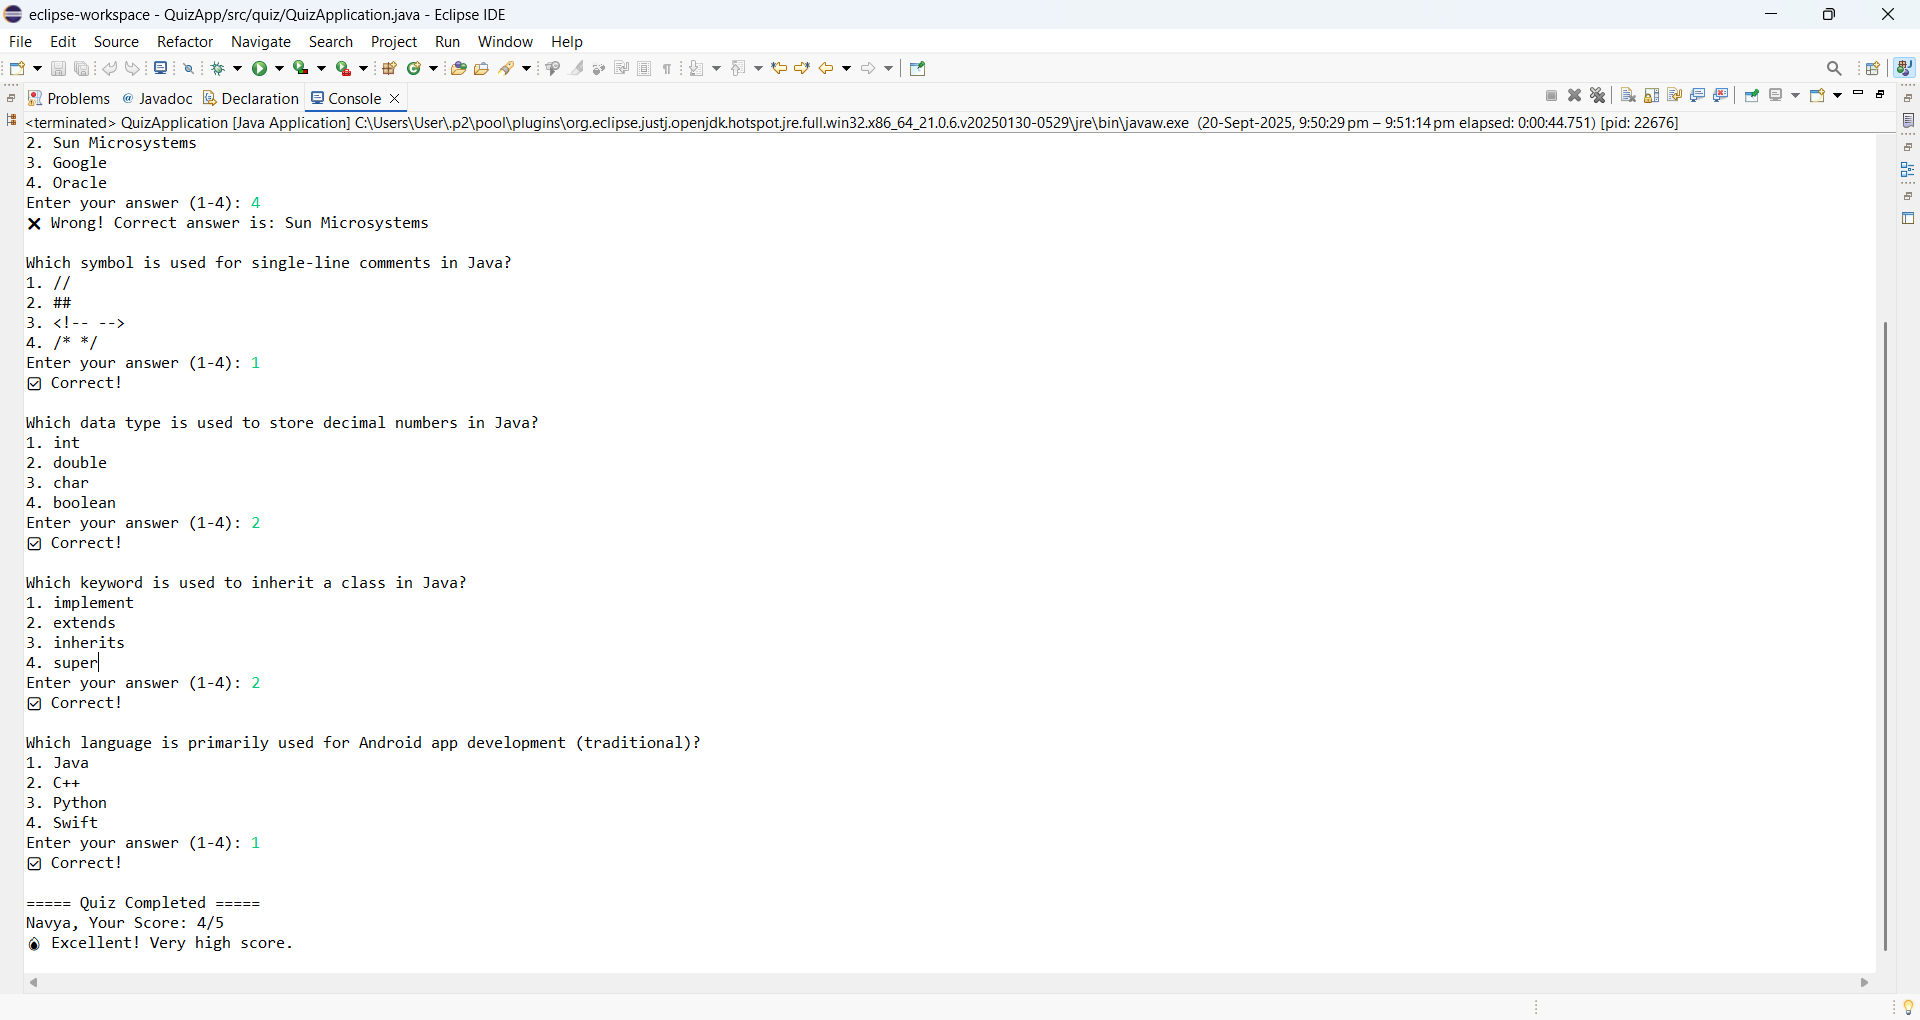 eclipse-workspace - QuizApp/src/quiz/QuizApplication.java - Eclipse IDE
File Edit Source Refactor Navigate Search Project Run Window Help
Problems @ Javadoc Declaration Console
<terminated> QuizApplication [Java Application] C:\Users\User\.p2\pool\plugins\org.eclipse.justj.openjdk.hotspot.jre.full.win32.x86_64_21.0.6.v20250130-0529\jre\bin\javaw.exe (20-Sept-2025, 9:50:29 pm – 9:51:14 pm elapsed: 0:00:44.751) [pid: 22676]
2. Sun Microsystems
3. Google
4. Oracle
Enter your answer (1-4): 4
❌ Wrong! Correct answer is: Sun Microsystems
Which symbol is used for single-line comments in Java?
1. //
2. ##
3. <!-- -->
4. /* */
Enter your answer (1-4): 1
☑ Correct!
Which data type is used to store decimal numbers in Java?
1. int
2. double
3. char
4. boolean
Enter your answer (1-4): 2
☑ Correct!
Which keyword is used to inherit a class in Java?
1. implement
2. extends
3. inherits
4. super
Enter your answer (1-4): 2
☑ Correct!
Which language is primarily used for Android app development (traditional)?
1. Java
2. C++
3. Python
4. Swift
Enter your answer (1-4): 1
☑ Correct!
===== Quiz Completed =====
Navya, Your Score: 4/5
🔥 Excellent! Very high score.